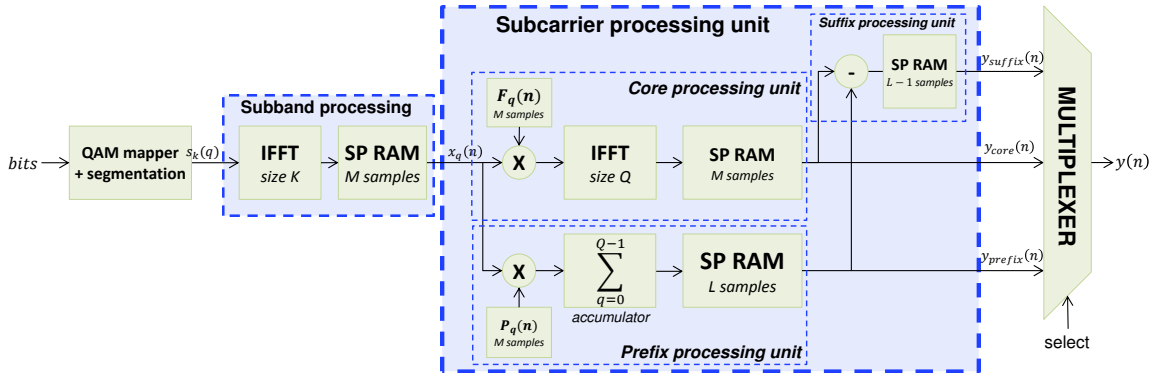 Subcarrier processing unit
Suffix processing unit
-
SP RAM
L − 1 samples
y_suffix(n)
Subband processing
Core processing unit
F_q(n)
M samples
bits
QAM mapper
+ segmentation
s_k(q)
IFFT
size K
SP RAM
M samples
x_q(n)
X
IFFT
size Q
SP RAM
M samples
y_core(n)
MULTIPLEXER
y(n)
X
Q−1
∑
q=0
accumulator
SP RAM
L samples
y_prefix(n)
P_q(n)
M samples
Prefix processing unit
select